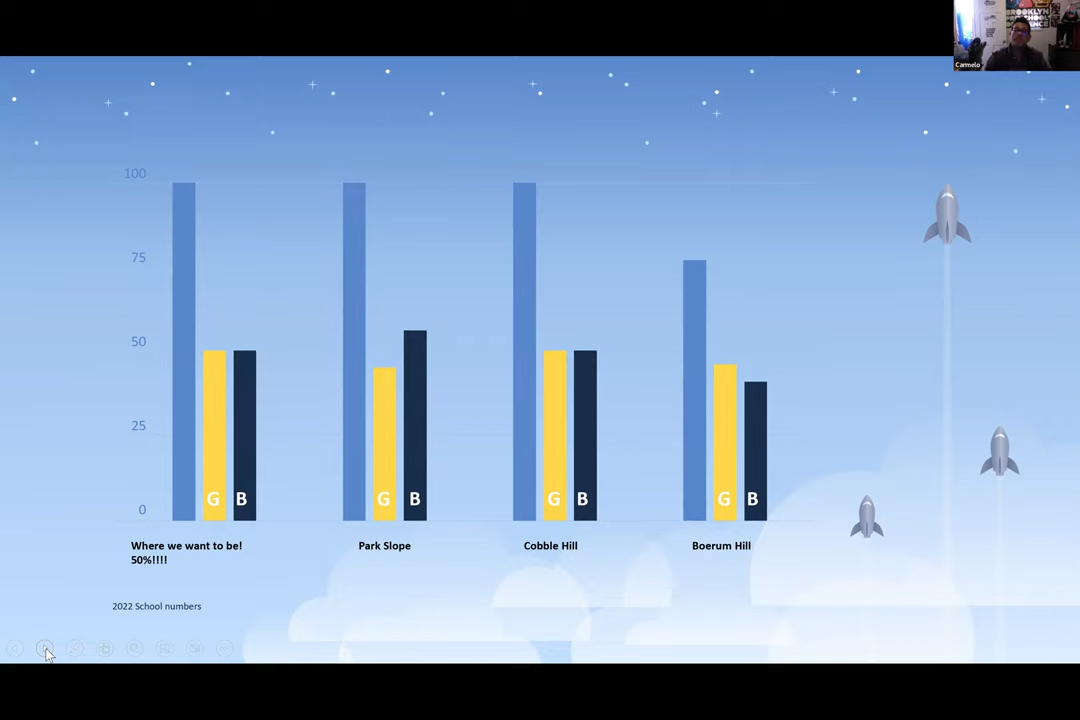 BROOKLYN
Carmelo
100
75
50
25
0
G B
G B
G B
G B
Where we want to be!
50%!!!!
Park Slope
Cobble Hill
Boerum Hill
2022 School numbers